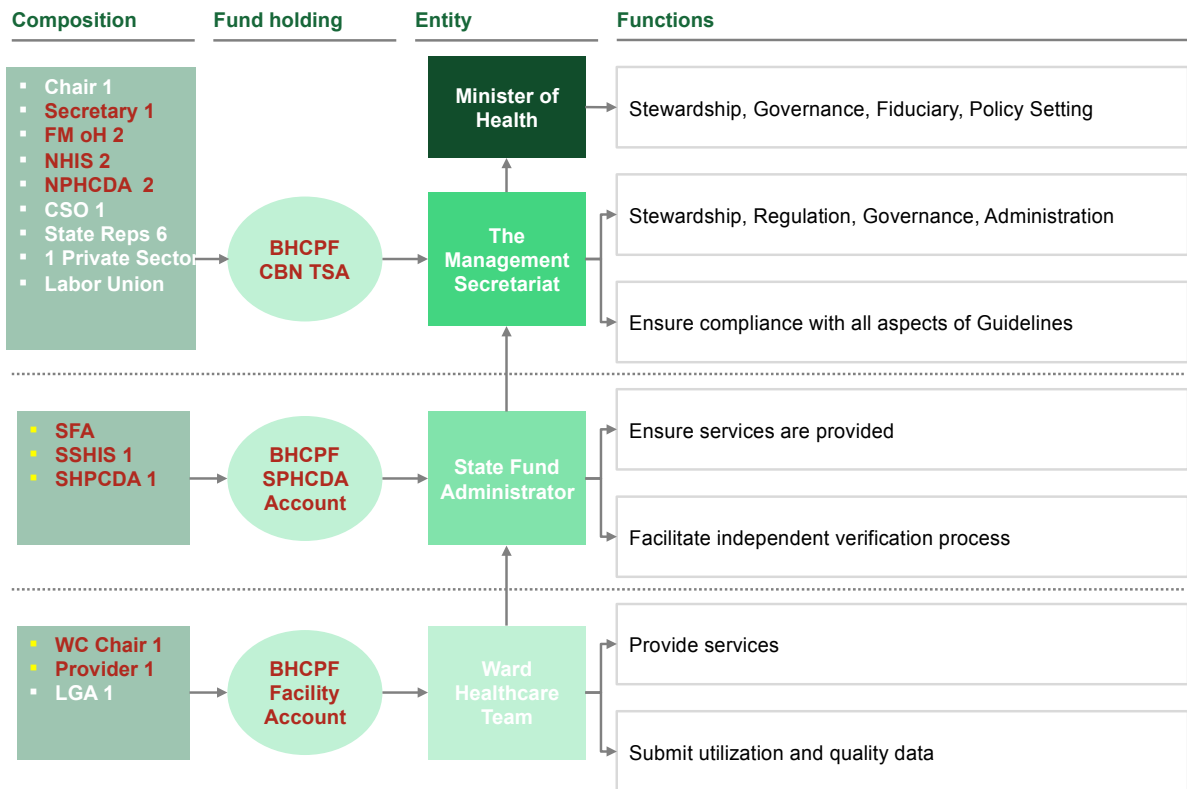 Composition
Fund holding
Entity
Functions
Chair 1
Secretary 1
FM oH 2
NHIS 2
NPHCDA 2
CSO 1
State Reps 6
1 Private Sector
Labor Union
BHCPF
CBN TSA
Minister of
Health
Stewardship, Governance, Fiduciary, Policy Setting
The
Management
Secretariat
Stewardship, Regulation, Governance, Administration
Ensure compliance with all aspects of Guidelines
SFA
SSHIS 1
SHPCDA 1
BHCPF
SPHCDA
Account
State Fund
Administrator
Ensure services are provided
Facilitate independent verification process
WC Chair 1
Provider 1
LGA 1
BHCPF
Facility
Account
Ward
Healthcare
Team
Provide services
Submit utilization and quality data